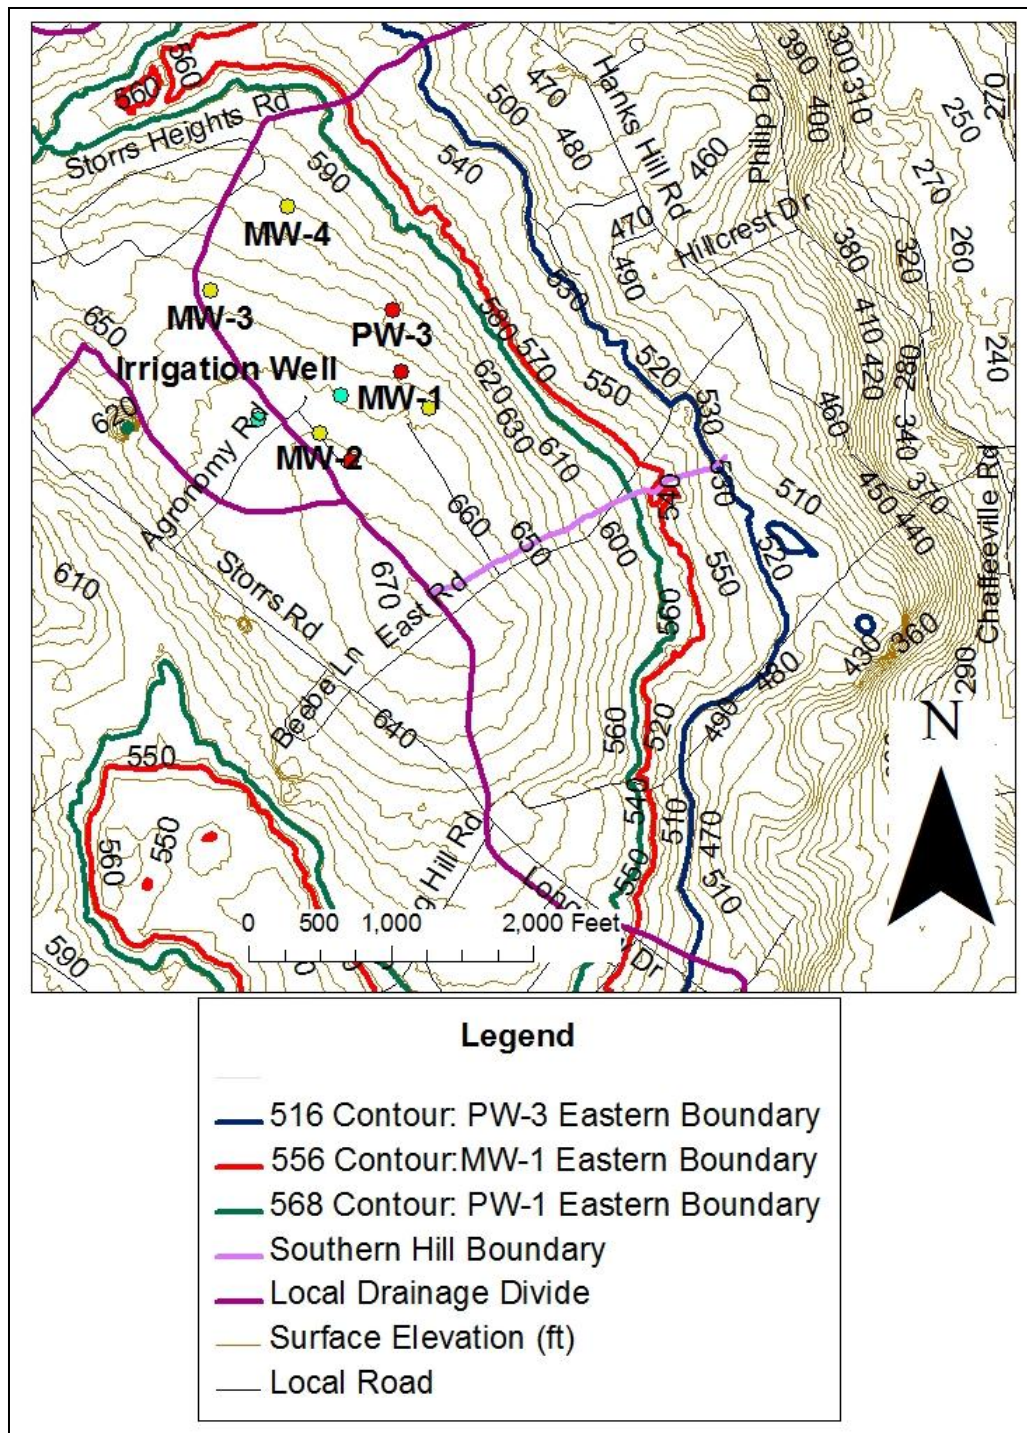 560
560
390
300
310
400
270
250
470
500
Hanks Hill Rd
480
460
Philip Dr
540
Storrs Heights Rd
590
270
MW-4
470
Hillcrest Dr
380
320
260
490
530
650
MW-3
PW-3
580
570
520
410
420
280
240
Irrigation Well
620
550
MW-1
530
460
340
620
630
610
Agronomy Rd
MW-2
540
530
510
450
370
440
Chaffeeville Rd
660
650
600
520
610
Storrs Rd
670
East Rd
550
560
430
360
290
480
Beebe Ln
640
560
520
490
N
550
540
510
470
560
550
g Hill Rd
550
510
Long
Dr
590
0 500 1,000 2,000 Feet
Legend
516 Contour: PW-3 Eastern Boundary
556 Contour:MW-1 Eastern Boundary
568 Contour: PW-1 Eastern Boundary
Southern Hill Boundary
Local Drainage Divide
Surface Elevation (ft)
Local Road